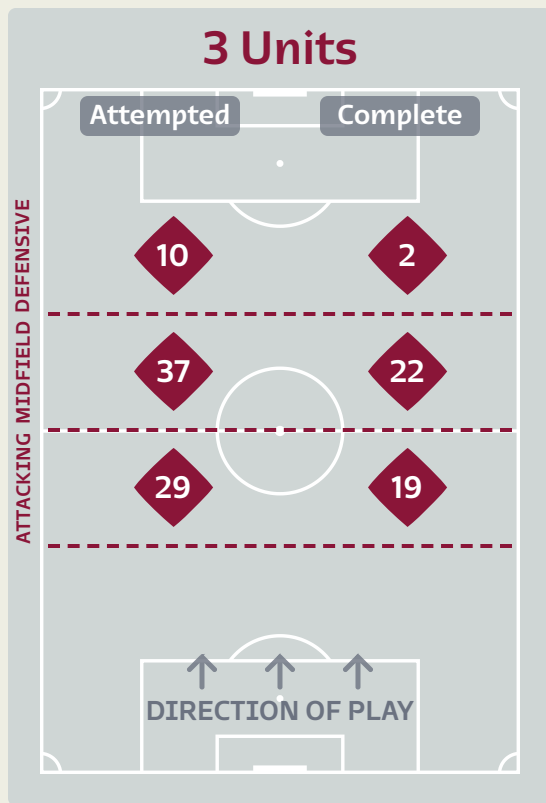 3 Units
Attempted Complete
10 2
37 22
29 19
ATTACKING MIDFIELD DEFENSIVE
DIRECTION OF PLAY